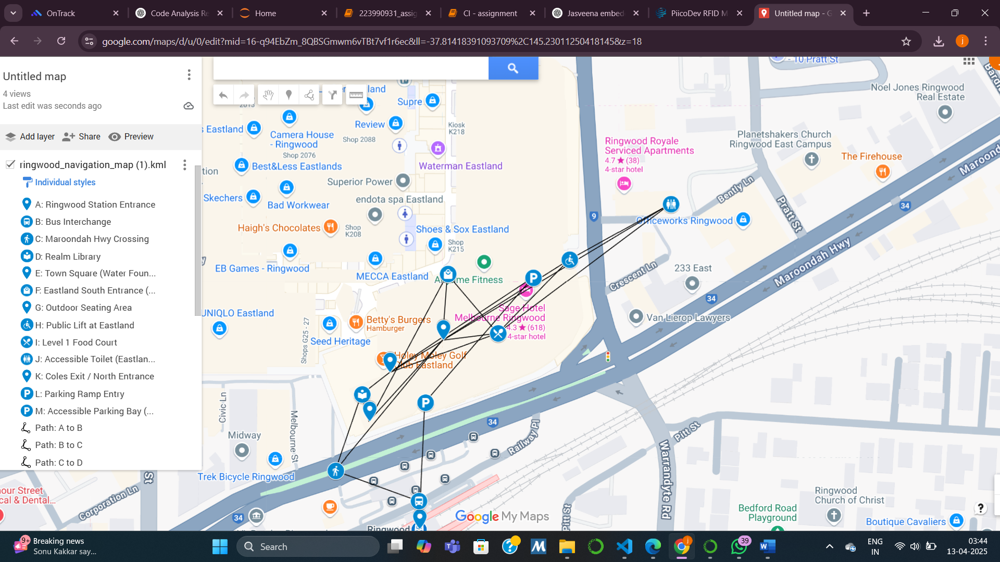 OnTrack
Code Analysis Re
Home
223990931_assig
CI - assignment
Jasveena embed
PiicoDev RFID M
Untitled map - G
google.com/maps/d/u/0/edit?mid=16-q94EbZm_8QBSGmwm6vTBt7vf1r6ec&ll=-37.81418391093709%2C145.23011250418145&z=18
j
Untitled map
4 views
Last edit was seconds ago
Add layer
Share
Preview
ringwood_navigation_map (1).kml
Individual styles
A: Ringwood Station Entrance
B: Bus Interchange
C: Maroondah Hwy Crossing
D: Realm Library
E: Town Square (Water Foun...
F: Eastland South Entrance (...
G: Outdoor Seating Area
H: Public Lift at Eastland
I: Level 1 Food Court
J: Accessible Toilet (Eastlan...
K: Coles Exit / North Entrance
L: Parking Ramp Entry
M: Accessible Parking Bay (...
Path: A to B
Path: B to C
Path: C to D
land
2013
Supre
s Eastland
Camera House
- Ringwood
Review
Shop 2088
Kiosk
K218
Shop 2076
tion
Best&Less Eastlands
Waterman Eastland
Superior Power
Skechers
Bad Workwear
endota spa Eastland
Haigh's Chocolates
Shop
K208
Shoes & Sox Eastland
Shop
K215
EB Games - Ringwood
MECCA Eastland
Anytime Fitness
UNIQLO Eastland
Shops G25 - 27
Betty's Burgers
Hamburger
Seed Heritage
Sage Hotel
Melbourne Ringwood
4.3 ★ (618)
4-star hotel
Holey Moley Golf
Club Eastland
P
P
Civic Ln
Melbourne St
Midway
Trek Bicycle Ringwood
Corporation Ln
St
our Street
cal & Dental...
34
34
Railway Pl
Ringwood
Google My Maps
- 10 Pratt St
Noel Jones Ringwood
Real Estate
Planetshakers Church
Ringwood East Campus
Ringwood Royale
Serviced Apartments
4.7 ★ (38)
4-star hotel
The Firehouse
Bently Ln
Pratt St
Officeworks Ringwood
9
34
Maroondah Hwy
Crescent Ln
233 East
34
Van Lierop Lawyers
Pitt St
Warrandyte Rd
Pitt St
Ringwood
Church of Christ
Bedford Road
Playground
Boutique Cavaliers
?
9+
Breaking news
Sonu Kakkar say...
Search
39
ENG
IN
03:44
13-04-2025